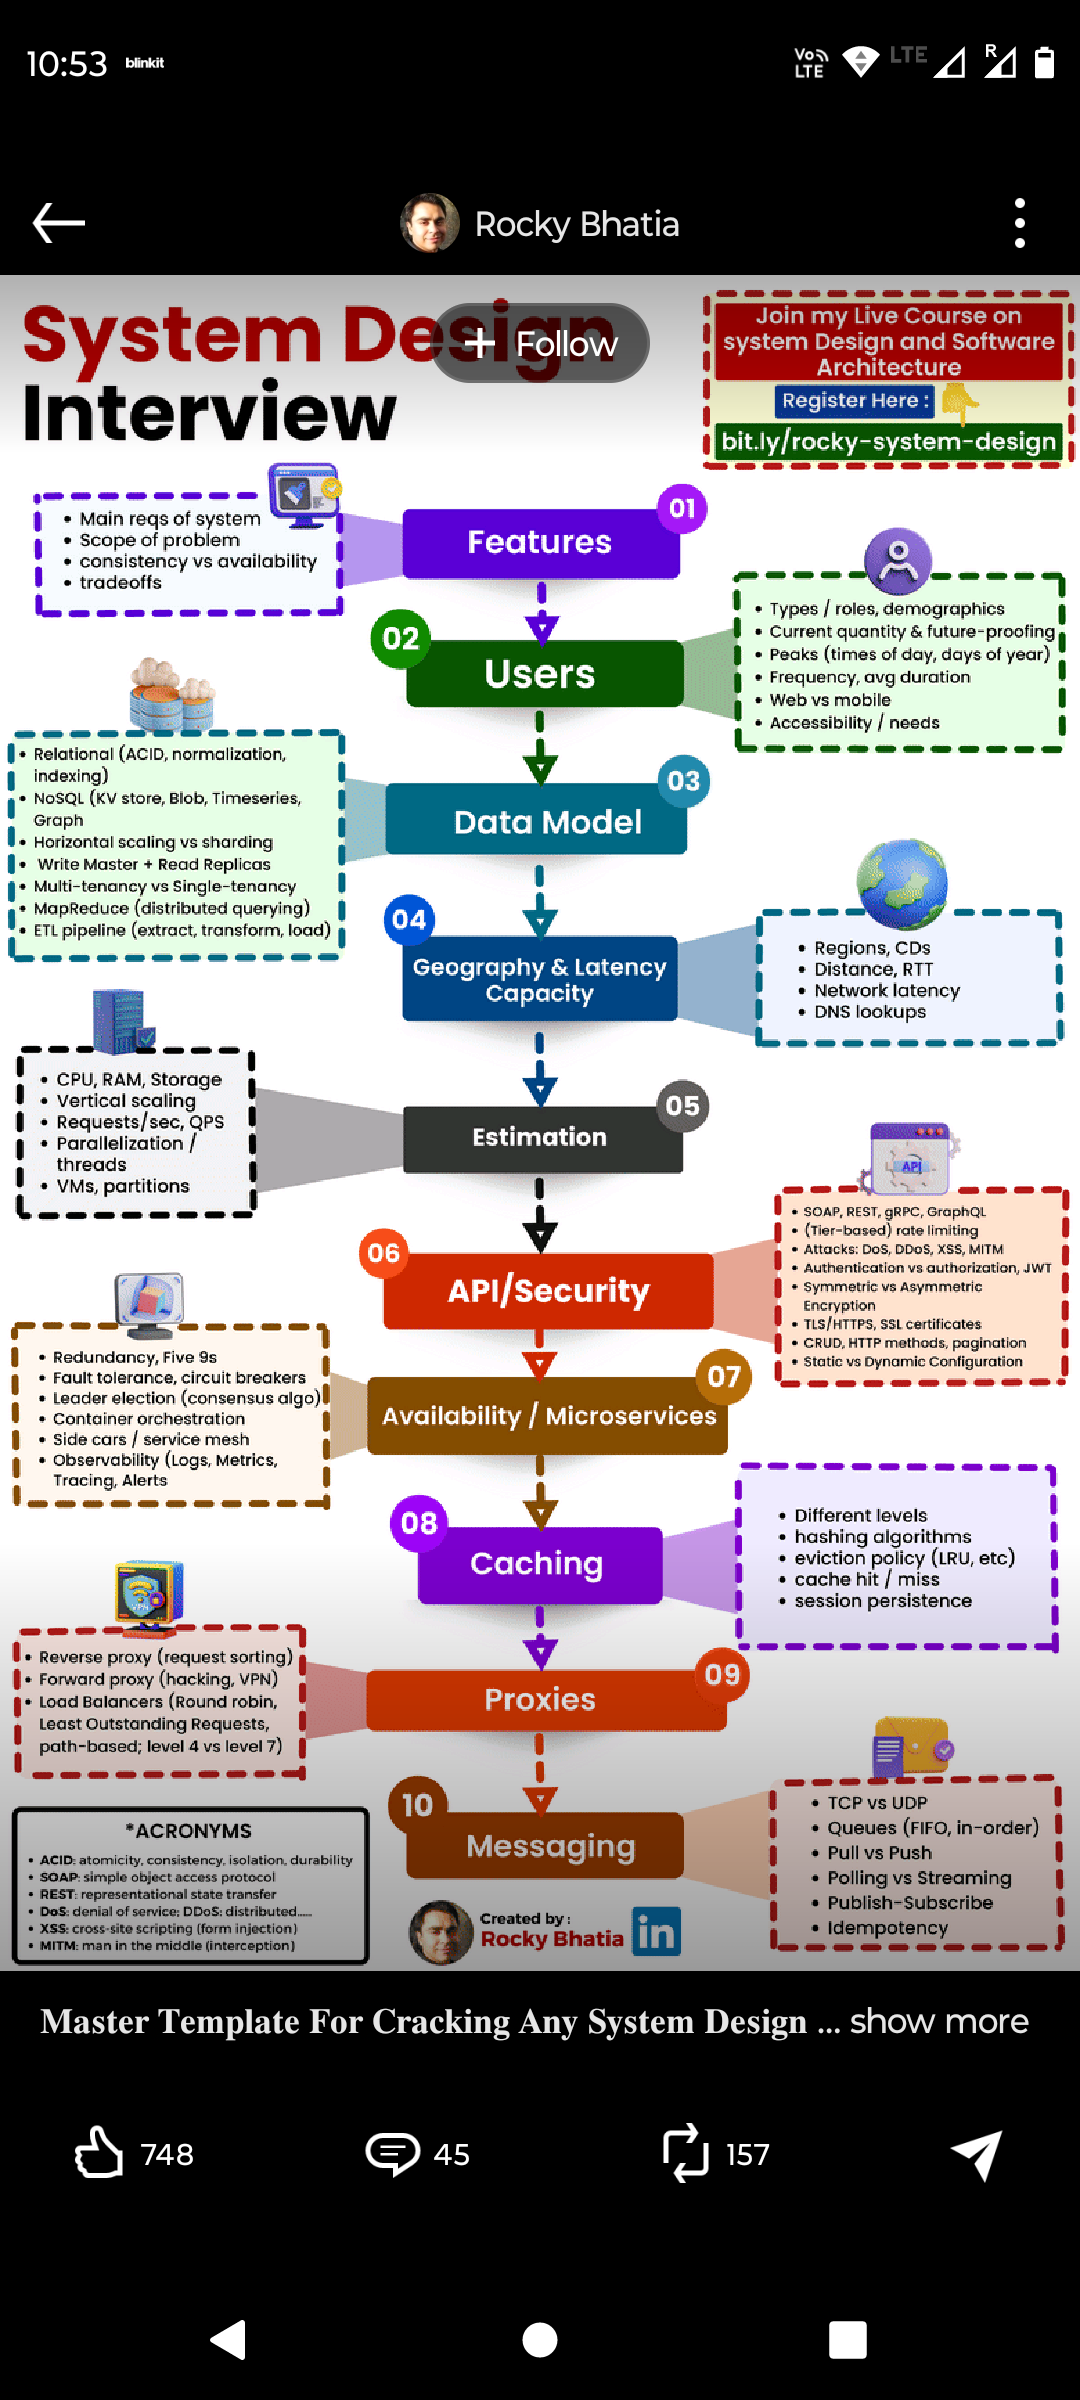 10:53 blinkit
Vo LTE LTE R
Rocky Bhatia
System Design
Interview
+ Follow
Join my Live Course on
system Design and Software
Architecture
Register Here :
bit.ly/rocky-system-design
01
Features
• Main reqs of system
• Scope of problem
• consistency vs availability
• tradeoffs
02
Users
• Types / roles, demographics
• Current quantity & future-proofing
• Peaks (times of day, days of year)
• Frequency, avg duration
• Web vs mobile
• Accessibility / needs
03
Data Model
• Relational (ACID, normalization,
indexing)
• NoSQL (KV store, Blob, Timeseries,
Graph
• Horizontal scaling vs sharding
• Write Master + Read Replicas
• Multi-tenancy vs Single-tenancy
• MapReduce (distributed querying)
• ETL pipeline (extract, transform, load)
04
Geography & Latency
Capacity
• Regions, CDs
• Distance, RTT
• Network latency
• DNS lookups
05
Estimation
• CPU, RAM, Storage
• Vertical scaling
• Requests/sec, QPS
• Parallelization /
threads
• VMs, partitions
06
API/Security
API
• SOAP, REST, gRPC, GraphQL
• (Tier-based) rate limiting
• Attacks: DoS, DDoS, XSS, MITM
• Authentication vs authorization, JWT
• Symmetric vs Asymmetric
Encryption
• TLS/HTTPS, SSL certificates
• CRUD, HTTP methods, pagination
• Static vs Dynamic Configuration
07
Availability / Microservices
• Redundancy, Five 9s
• Fault tolerance, circuit breakers
• Leader election (consensus algo)
• Container orchestration
• Side cars / service mesh
• Observability (Logs, Metrics,
Tracing, Alerts
08
Caching
• Different levels
• hashing algorithms
• eviction policy (LRU, etc)
• cache hit / miss
• session persistence
09
Proxies
VPN
• Reverse proxy (request sorting)
• Forward proxy (hacking, VPN)
• Load Balancers (Round robin,
Least Outstanding Requests,
path-based; level 4 vs level 7)
10
Messaging
• TCP vs UDP
• Queues (FIFO, in-order)
• Pull vs Push
• Polling vs Streaming
• Publish-Subscribe
• Idempotency
*ACRONYMS
• ACID: atomicity, consistency, isolation, durability
• SOAP: simple object access protocol
• REST: representational state transfer
• DoS: denial of service; DDoS: distributed.....
• XSS: cross-site scripting (form injection)
• MITM: man in the middle (interception)
Created by :
Rocky Bhatia in
Master Template For Cracking Any System Design ... show more
748 45 157